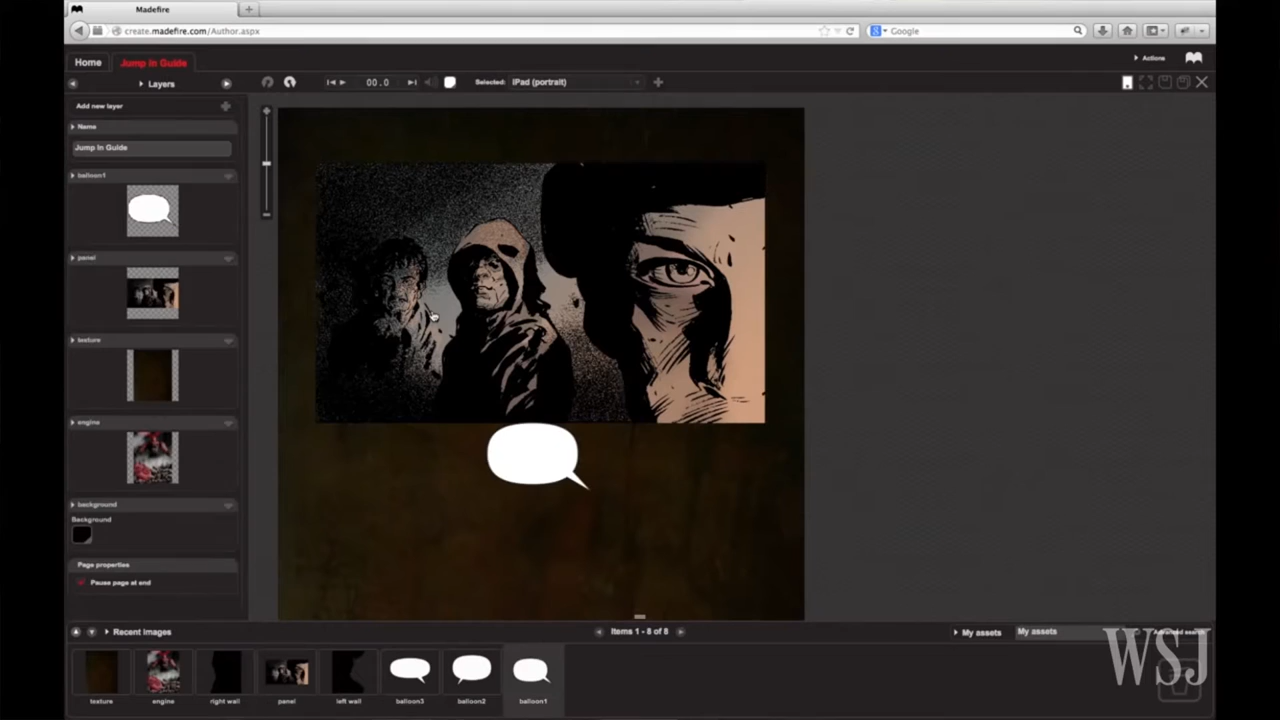 Madefire
create.madefire.com/Author.aspx
Google
Home
Jump in Guide
Actions
Layers
00.0
Selected:
iPad (portrait)
Add new layer
Name
Jump In Guide
balloon1
panel
texture
engine
background
Background
Page properties
Pause page at end
Recent images
Items 1 - 8 of 8
My assets
My assets
Advanced search
texture
engine
right wall
panel
left wall
balloon3
balloon2
balloon1
WSJ